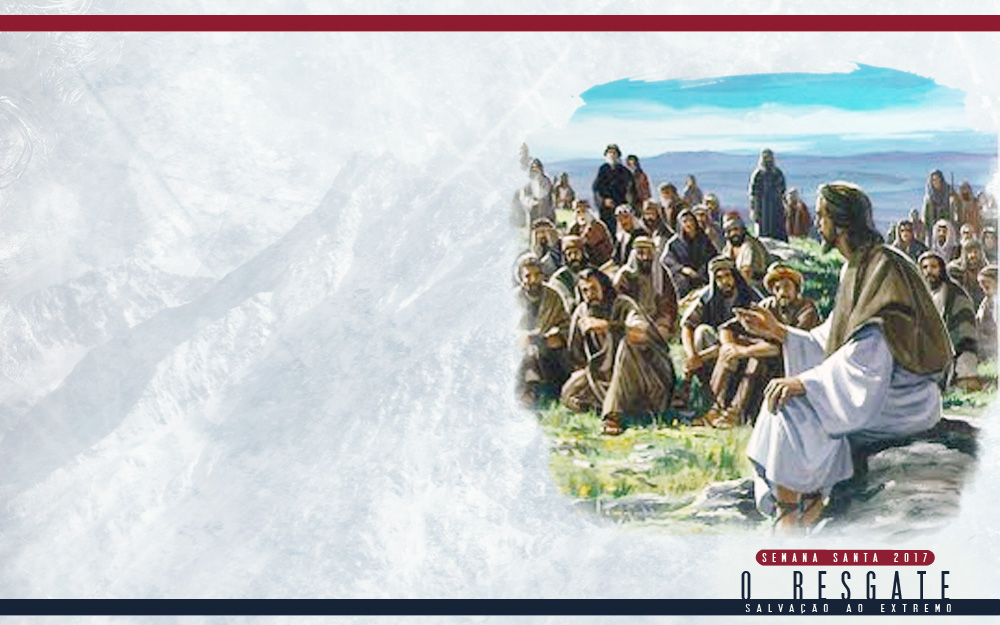 SEMANA SANTA 2017
O RESGATE
SALVAÇÃO AO EXTREMO